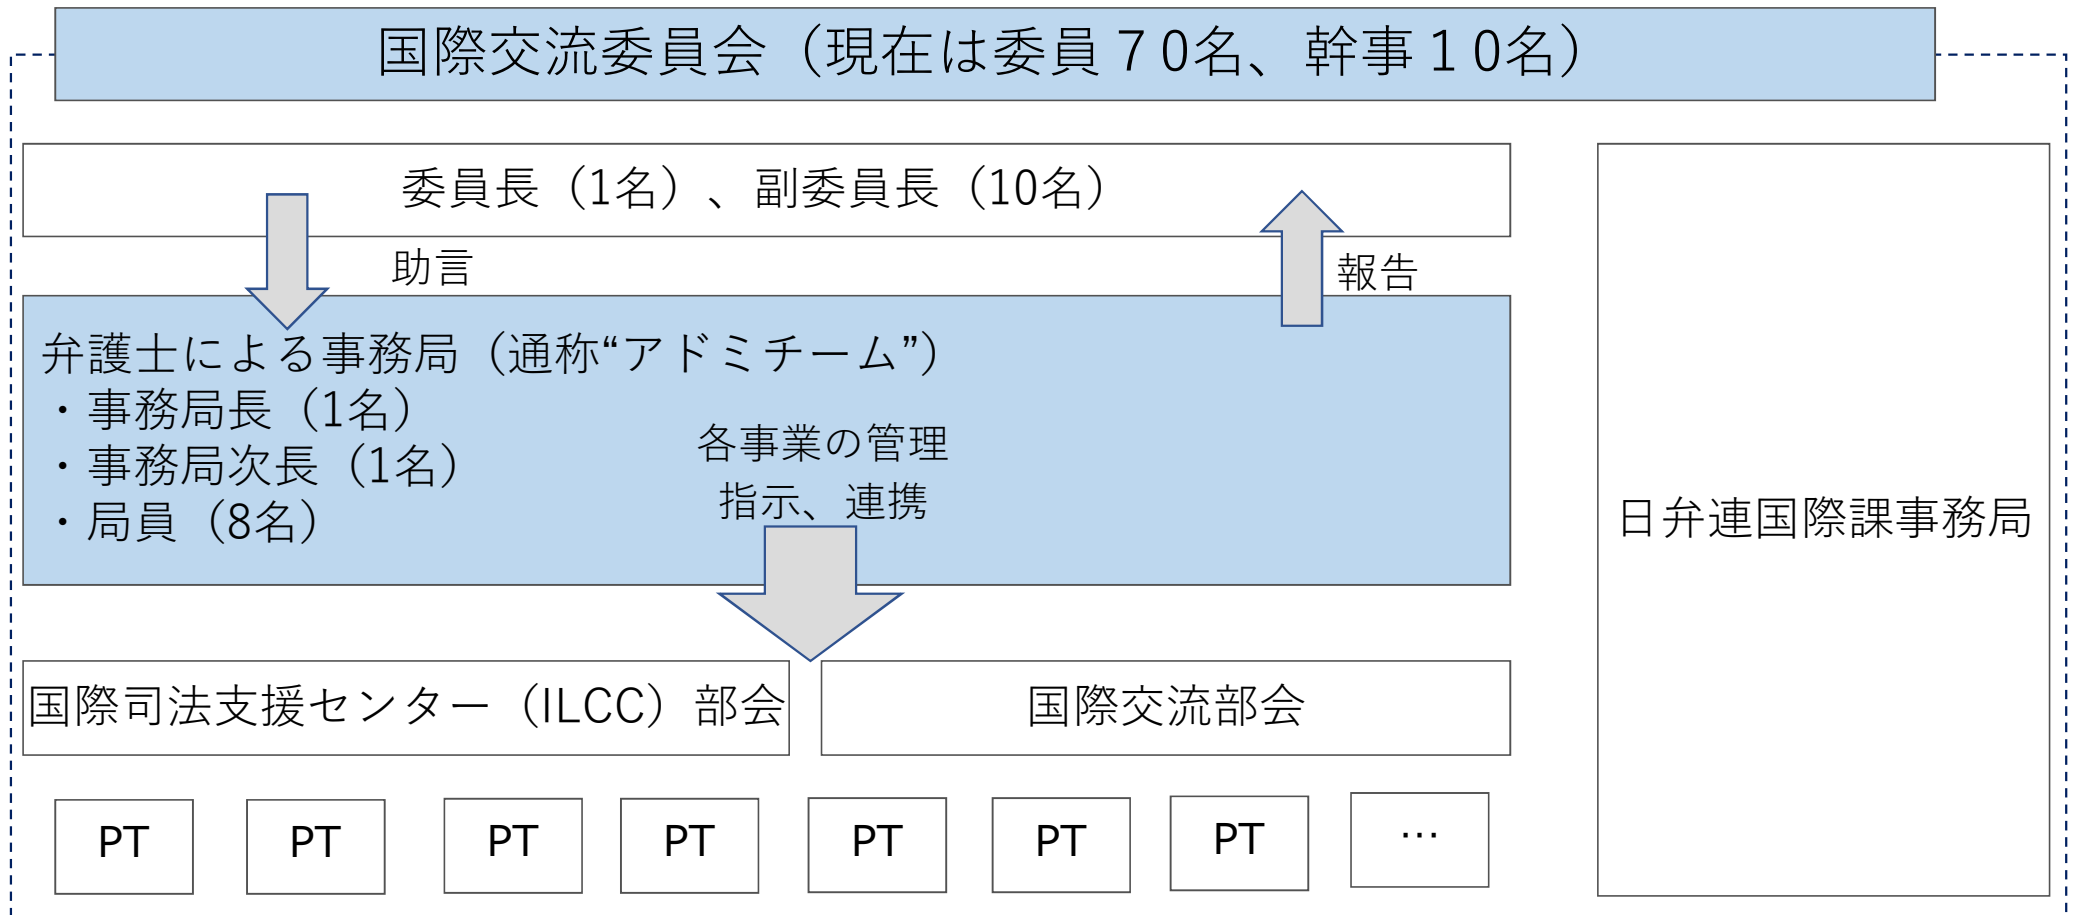 国際交流委員会（現在は委員７０名、幹事１０名）
委員長（1名）、副委員長（10名）
助言
報告
弁護士による事務局（通称“アドミチーム”）
・事務局長（1名）
・事務局次長（1名）
・局員（8名）
各事業の管理
指示、連携
日弁連国際課事務局
国際司法支援センター（ILCC）部会
国際交流部会
PT
PT
PT
PT
PT
PT
PT
…